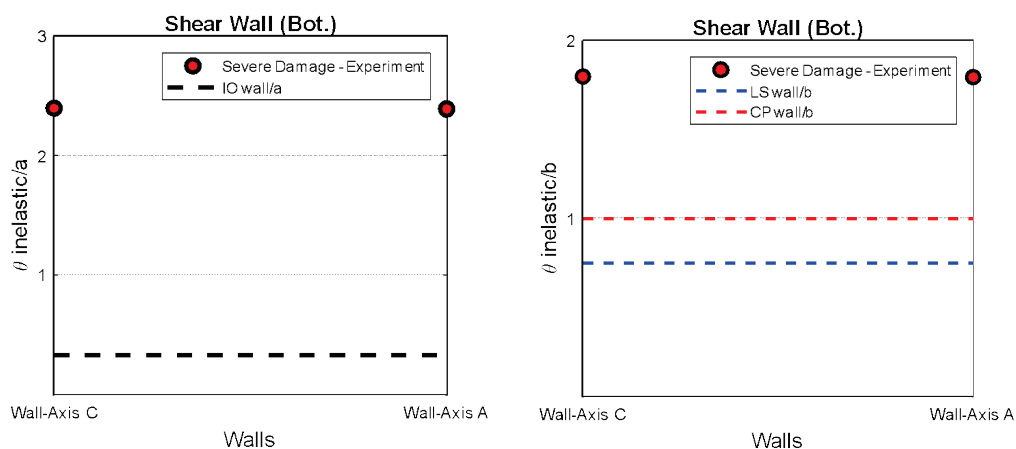 Shear Wall (Bot.)
3
2
1
θ inelastic/a
Severe Damage - Experiment
IO wall/a
Wall-Axis C
Wall-Axis A
Walls
Shear Wall (Bot.)
2
1
θ inelastic/b
Severe Damage - Experiment
LS wall/b
CP wall/b
Wall-Axis C
Wall-Axis A
Walls